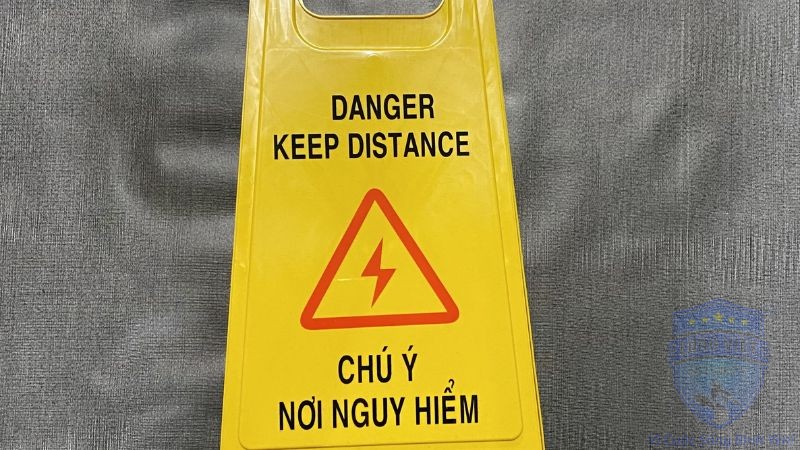 DANGER
KEEP DISTANCE
CHÚ Ý
NƠI NGUY HIỂM